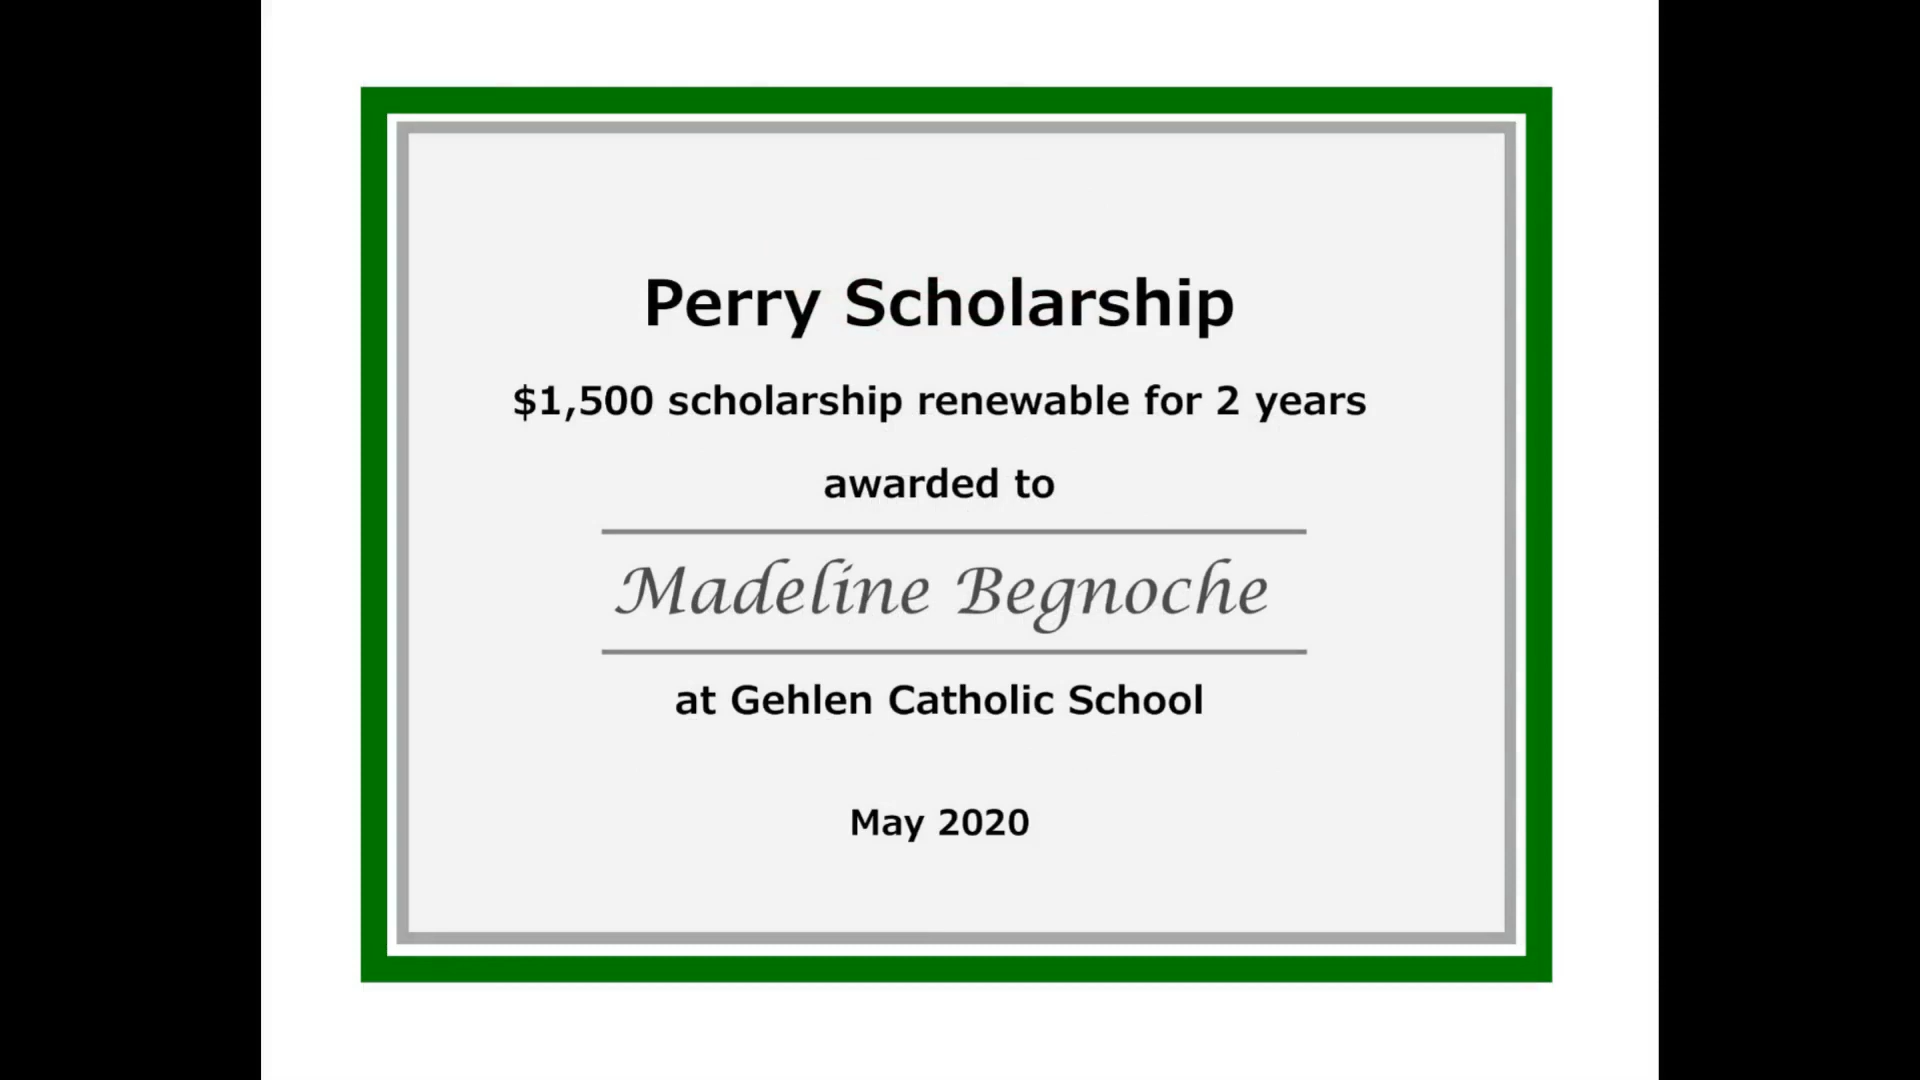 Perry Scholarship
$1,500 scholarship renewable for 2 years
awarded to
Madeline Begnoche
at Gehlen Catholic School
May 2020